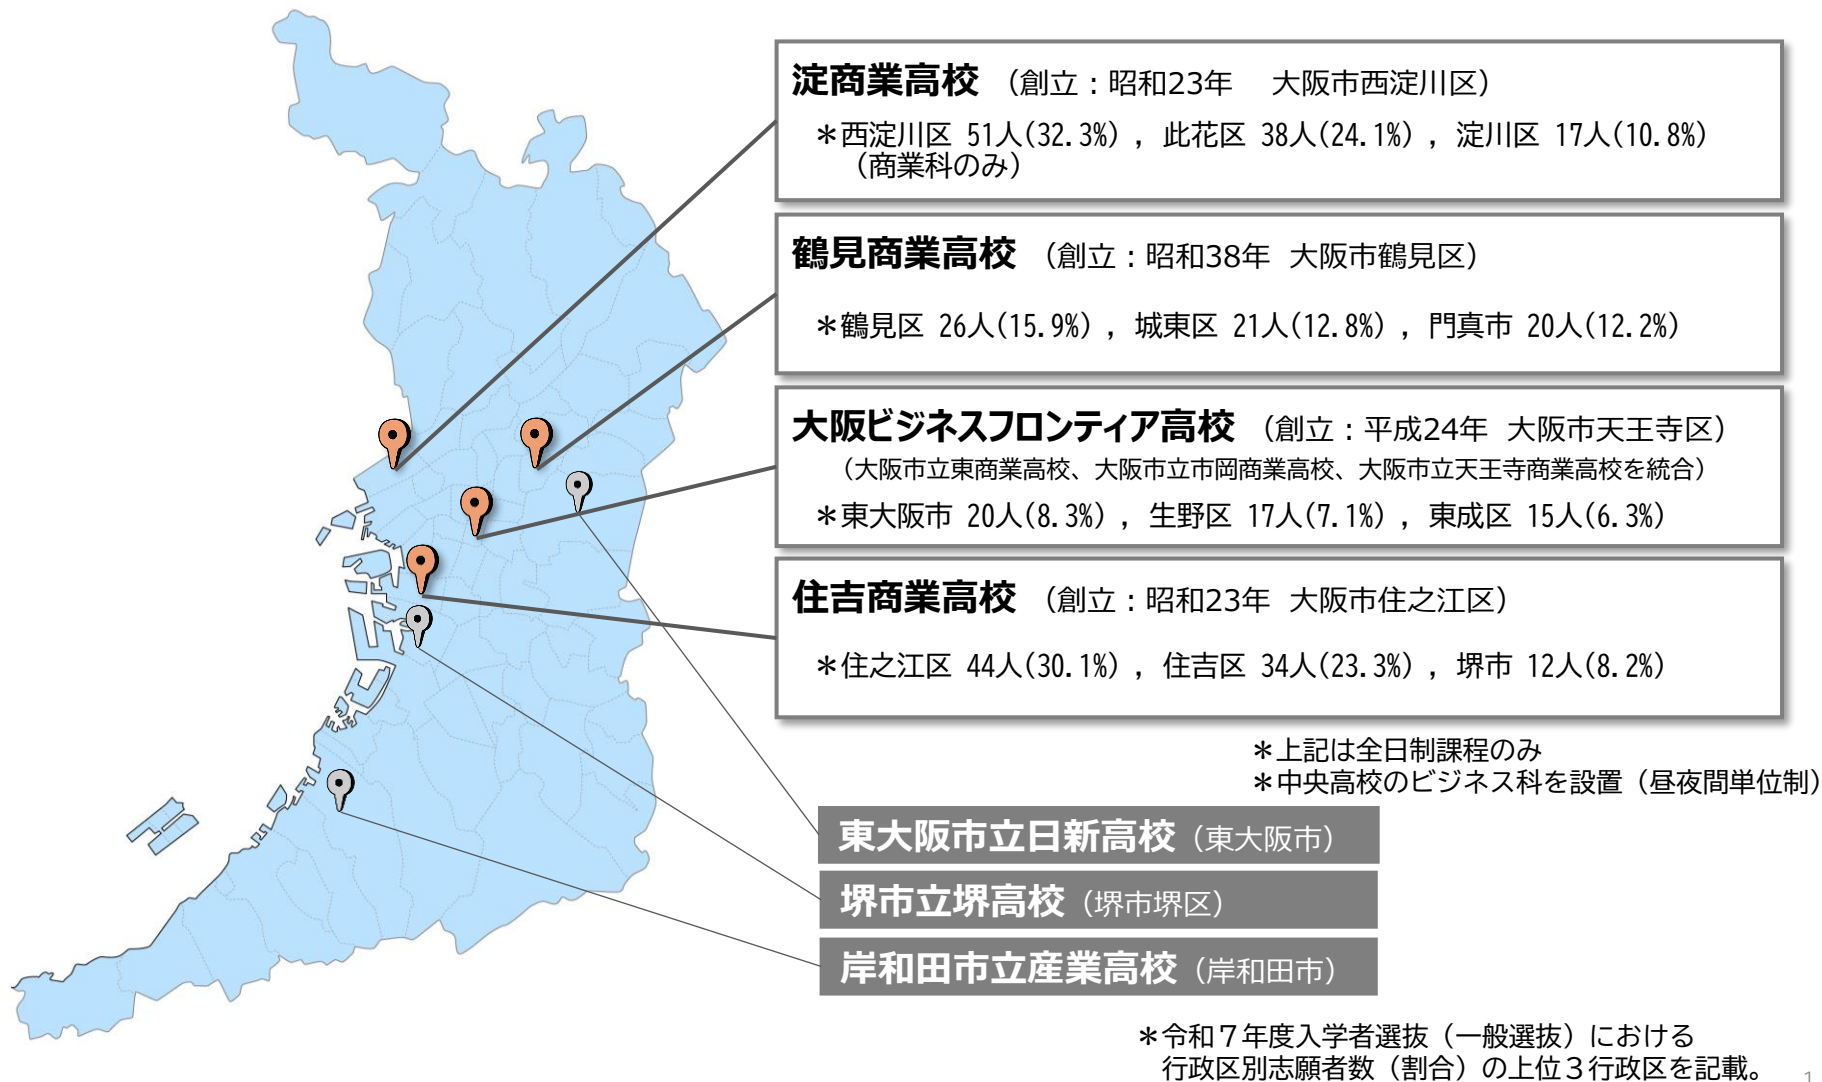 淀商業高校 （創立：昭和23年　大阪市西淀川区）
＊西淀川区 51人(32.3%) ，此花区 38人(24.1%) ，淀川区 17人(10.8%)
（商業科のみ）
鶴見商業高校 （創立：昭和38年 大阪市鶴見区）
＊鶴見区 26人(15.9%) ，城東区 21人(12.8%) ，門真市 20人(12.2%)
大阪ビジネスフロンティア高校 （創立：平成24年 大阪市天王寺区）
（大阪市立東商業高校、大阪市立市岡商業高校、大阪市立天王寺商業高校を統合）
＊東大阪市 20人(8.3%) ，生野区 17人(7.1%) ，東成区 15人(6.3%)
住吉商業高校 （創立：昭和23年 大阪市住之江区）
＊住之江区 44人(30.1%) ，住吉区 34人(23.3%) ，堺市 12人(8.2%)
＊上記は全日制課程のみ
＊中央高校のビジネス科を設置（昼夜間単位制）
東大阪市立日新高校（東大阪市）
堺市立堺高校（堺市堺区）
岸和田市立産業高校（岸和田市）
＊令和７年度入学者選抜（一般選抜）における
行政区別志願者数（割合）の上位３行政区を記載。
1